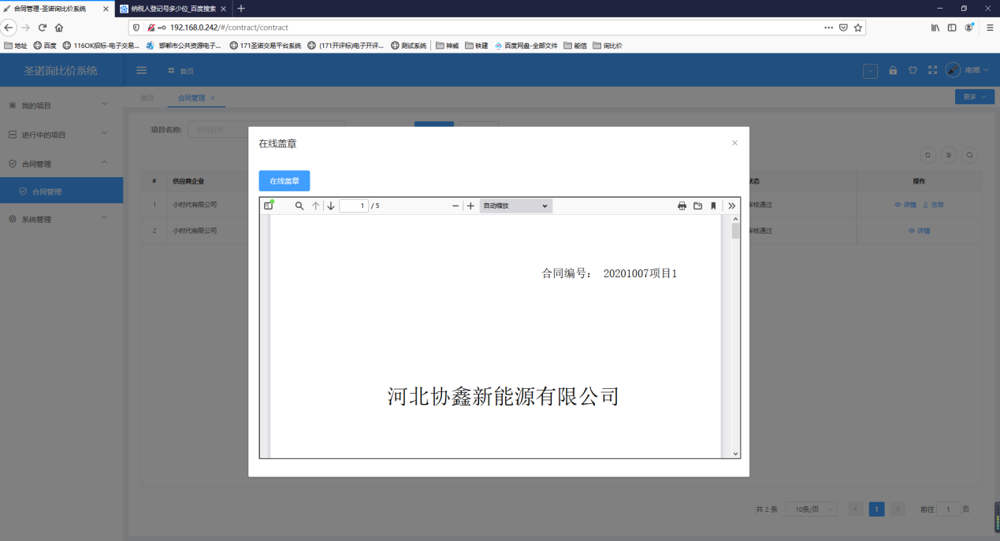 合同管理-圣诺询比价系统
纳税人登记号多少位_百度搜索
192.168.0.242/#/contract/contract
地址 百度 116OK招标-电子交易... 邯郸市公共资源电子... 171圣诺交易平台系统 (171开评标)电子开评... 测试系统 神威 铁建 百度网盘-全部文件 能信 询比价
圣诺询比价系统
首页
南湘
我的项目
进行中的项目
合同管理
合同管理
系统管理
首页 合同管理
更多
项目名称: 项目名称
# 供应商企业 状态 操作
1 小时代有限公司 审核通过 详情 签章
2 小时代有限公司 审核通过 详情
在线盖章
在线盖章
1 / 5 自动缩放
合同编号： 20201007项目1
河北协鑫新能源有限公司
共 2 条 10条/页 1 前往 1 页